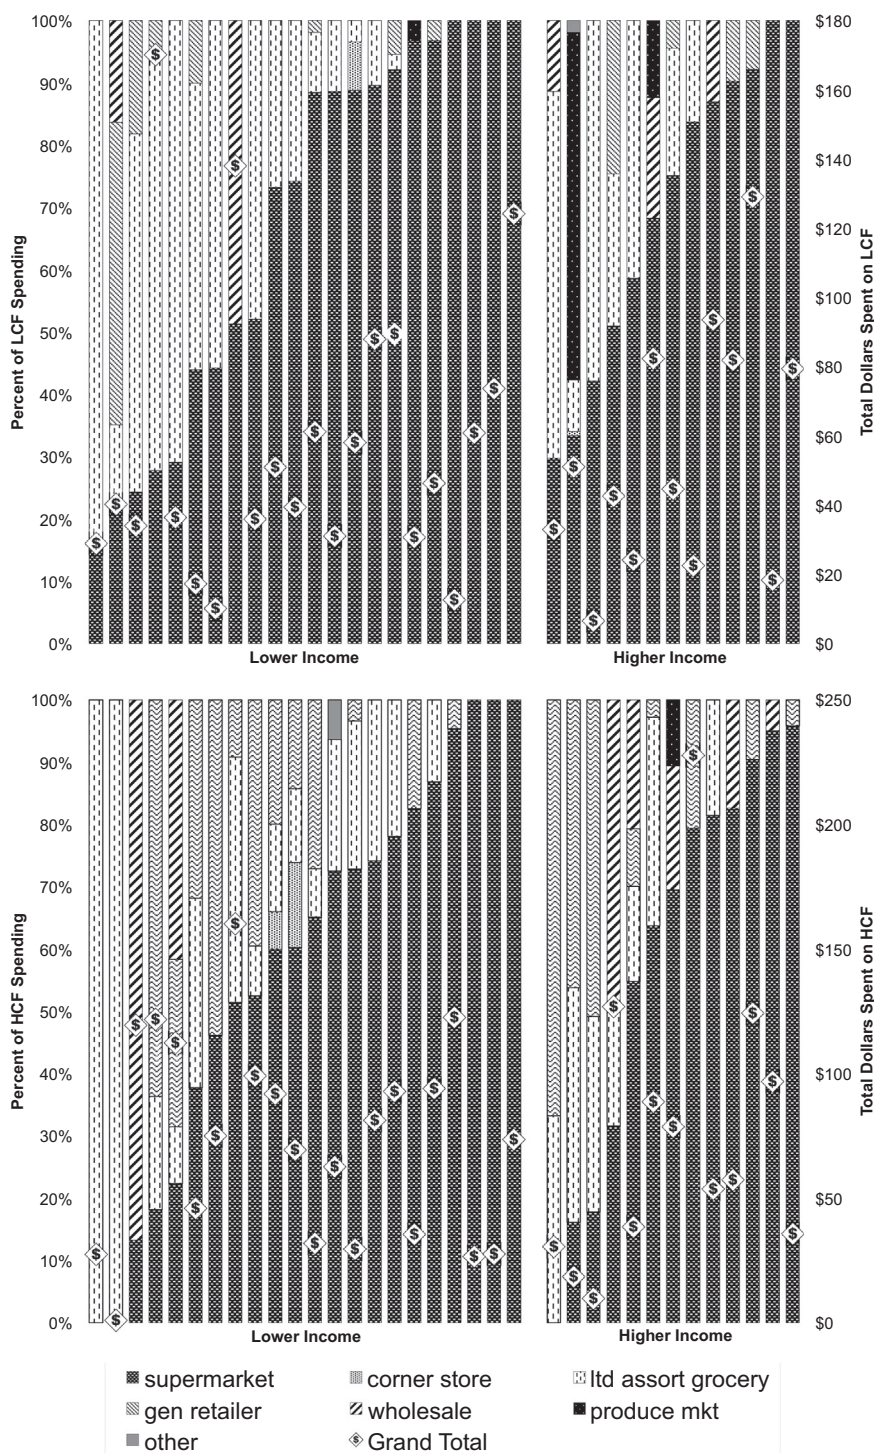 100%
90%
80%
70%
60%
50%
40%
30%
20%
10%
0%
Percent of LCF Spending
$180
$160
$140
$120
$100
$80
$60
$40
$20
$0
Total Dollars Spent on LCF
Lower Income
Higher Income
100%
90%
80%
70%
60%
50%
40%
30%
20%
10%
0%
Percent of HCF Spending
$250
$200
$150
$100
$50
$0
Total Dollars Spent on HCF
Lower Income
Higher Income
supermarket
corner store
ltd assort grocery
gen retailer
wholesale
produce mkt
other
$ Grand Total